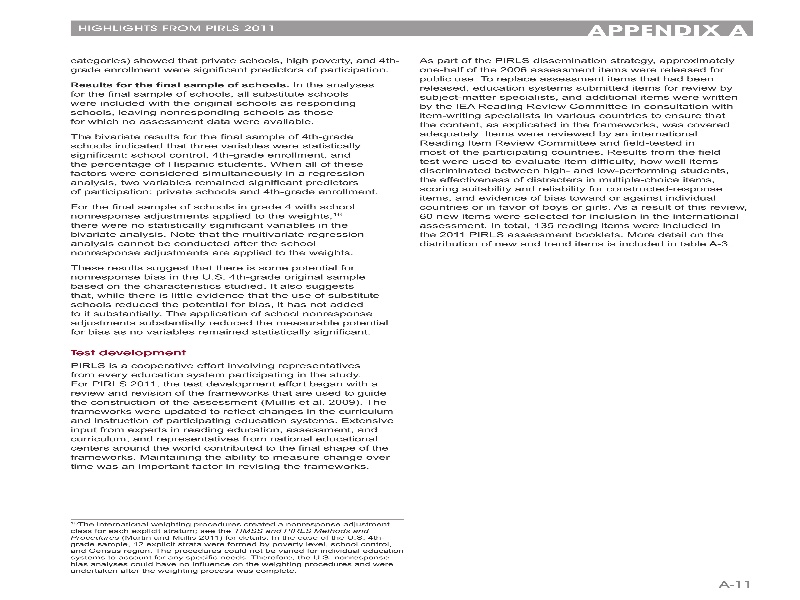 HIGHLIGHTS FROM PIRLS 2011
APPENDIX A
categories) showed that private schools, high poverty, and 4th-
grade enrollment were significant predictors of participation.
Results for the final sample of schools. In the analyses
for the final sample of schools, all substitute schools
were included with the original schools as responding
schools, leaving nonresponding schools as those
for which no assessment data were available.
The bivariate results for the final sample of 4th-grade
schools indicated that three variables were statistically
significant: school control, 4th-grade enrollment, and
the percentage of Hispanic students. When all of these
factors were considered simultaneously in a regression
analysis, two variables remained significant predictors
of participation: private schools and 4th-grade enrollment.
For the final sample of schools in grade 4 with school
nonresponse adjustments applied to the weights,¹⁰
there were no statistically significant variables in the
bivariate analysis. Note that the multivariate regression
analysis cannot be conducted after the school
nonresponse adjustments are applied to the weights.
These results suggest that there is some potential for
nonresponse bias in the U.S. 4th-grade original sample
based on the characteristics studied. It also suggests
that, while there is little evidence that the use of substitute
schools reduced the potential for bias, it has not added
to it substantially. The application of school nonresponse
adjustments substantially reduced the measurable potential
for bias as no variables remained statistically significant.
Test development
PIRLS is a cooperative effort involving representatives
from every education system participating in the study.
For PIRLS 2011, the test development effort began with a
review and revision of the frameworks that are used to guide
the construction of the assessment (Mullis et al. 2009). The
frameworks were updated to reflect changes in the curriculum
and instruction of participating education systems. Extensive
input from experts in reading education, assessment, and
curriculum, and representatives from national educational
centers around the world contributed to the final shape of the
frameworks. Maintaining the ability to measure change over
time was an important factor in revising the frameworks.
¹⁰ The international weighting procedures created a nonresponse adjustment
class for each explicit stratum; see the TIMSS and PIRLS Methods and
Procedures (Martin and Mullis 2011) for details. In the case of the U.S. 4th-
grade sample, 12 explicit strata were formed by poverty level, school control,
and Census region. The procedures could not be varied for individual education
systems to account for any specific needs. Therefore, the U.S. nonresponse
bias analyses could have no influence on the weighting procedures and were
undertaken after the weighting process was complete.
As part of the PIRLS dissemination strategy, approximately
one-half of the 2006 assessment items were released for
public use. To replace assessment items that had been
released, education systems submitted items for review by
subject-matter specialists, and additional items were written
by the IEA Reading Review Committee in consultation with
item-writing specialists in various countries to ensure that
the content, as explicated in the frameworks, was covered
adequately. Items were reviewed by an international
Reading Item Review Committee and field-tested in
most of the participating countries. Results from the field
test were used to evaluate item difficulty, how well items
discriminated between high- and low-performing students,
the effectiveness of distracters in multiple-choice items,
scoring suitability and reliability for constructed-response
items, and evidence of bias toward or against individual
countries or in favor of boys or girls. As a result of this review,
60 new items were selected for inclusion in the international
assessment. In total, 135 reading items were included in
the 2011 PIRLS assessment booklets. More detail on the
distribution of new and trend items is included in table A-3.
A-11